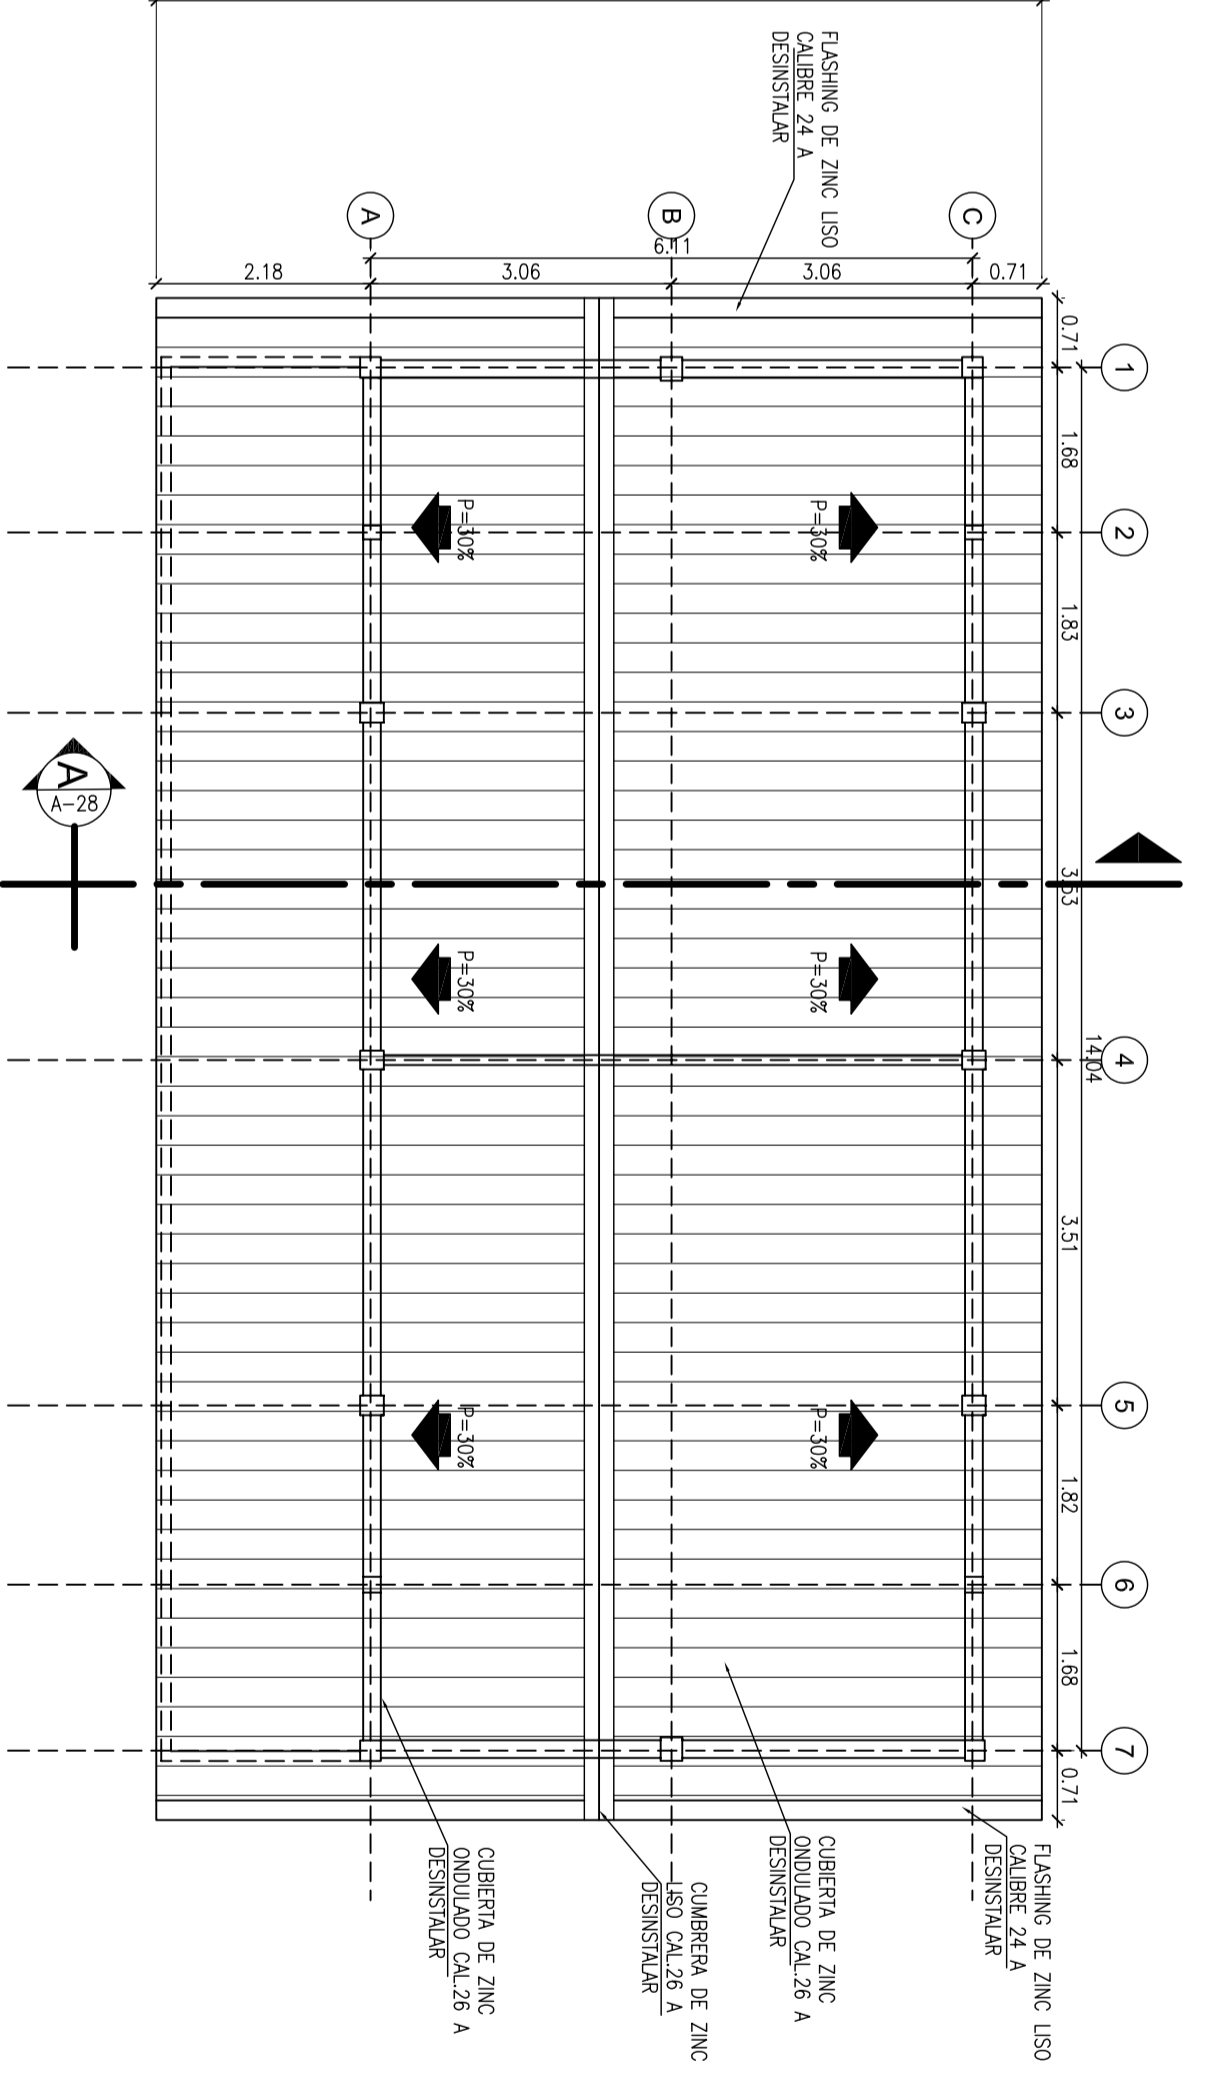 FLASHING DE ZINC LISO
CALIBRE 24 A
DESINSTALAR
A
B
C
6.11
2.18
3.06
3.06
0.71
1
2
3
4
5
6
7
0.71
1.68
1.83
3.53
3.51
1.82
1.68
0.71
14.04
P=30%
P=30%
P=30%
P=30%
P=30%
P=30%
A
A-28
FLASHING DE ZINC LISO
CALIBRE 24 A
DESINSTALAR
CUBIERTA DE ZINC
ONDULADO CAL.26 A
DESINSTALAR
CUMBRERA DE ZINC
LISO CAL.26 A
DESINSTALAR
CUBIERTA DE ZINC
ONDULADO CAL.26 A
DESINSTALAR